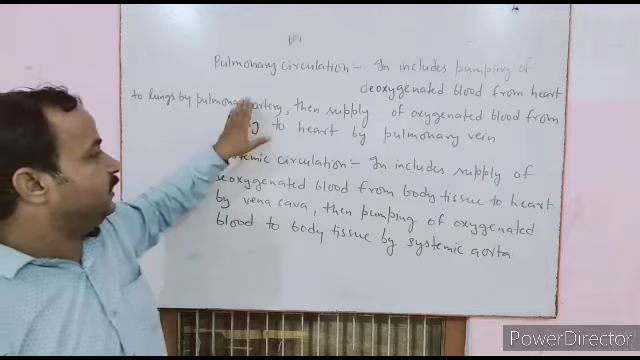 Pulmonary circulation :- In includes pumping of
deoxygenated blood from heart
to lungs by pulmonary artery, then supply of oxygenated blood from
to heart by pulmonary vein
circulation :- In includes supply of
deoxygenated blood from body tissue to heart
by vena cava, then pumping of oxygenated
blood to body tissue by systemic aorta.
PowerDirector